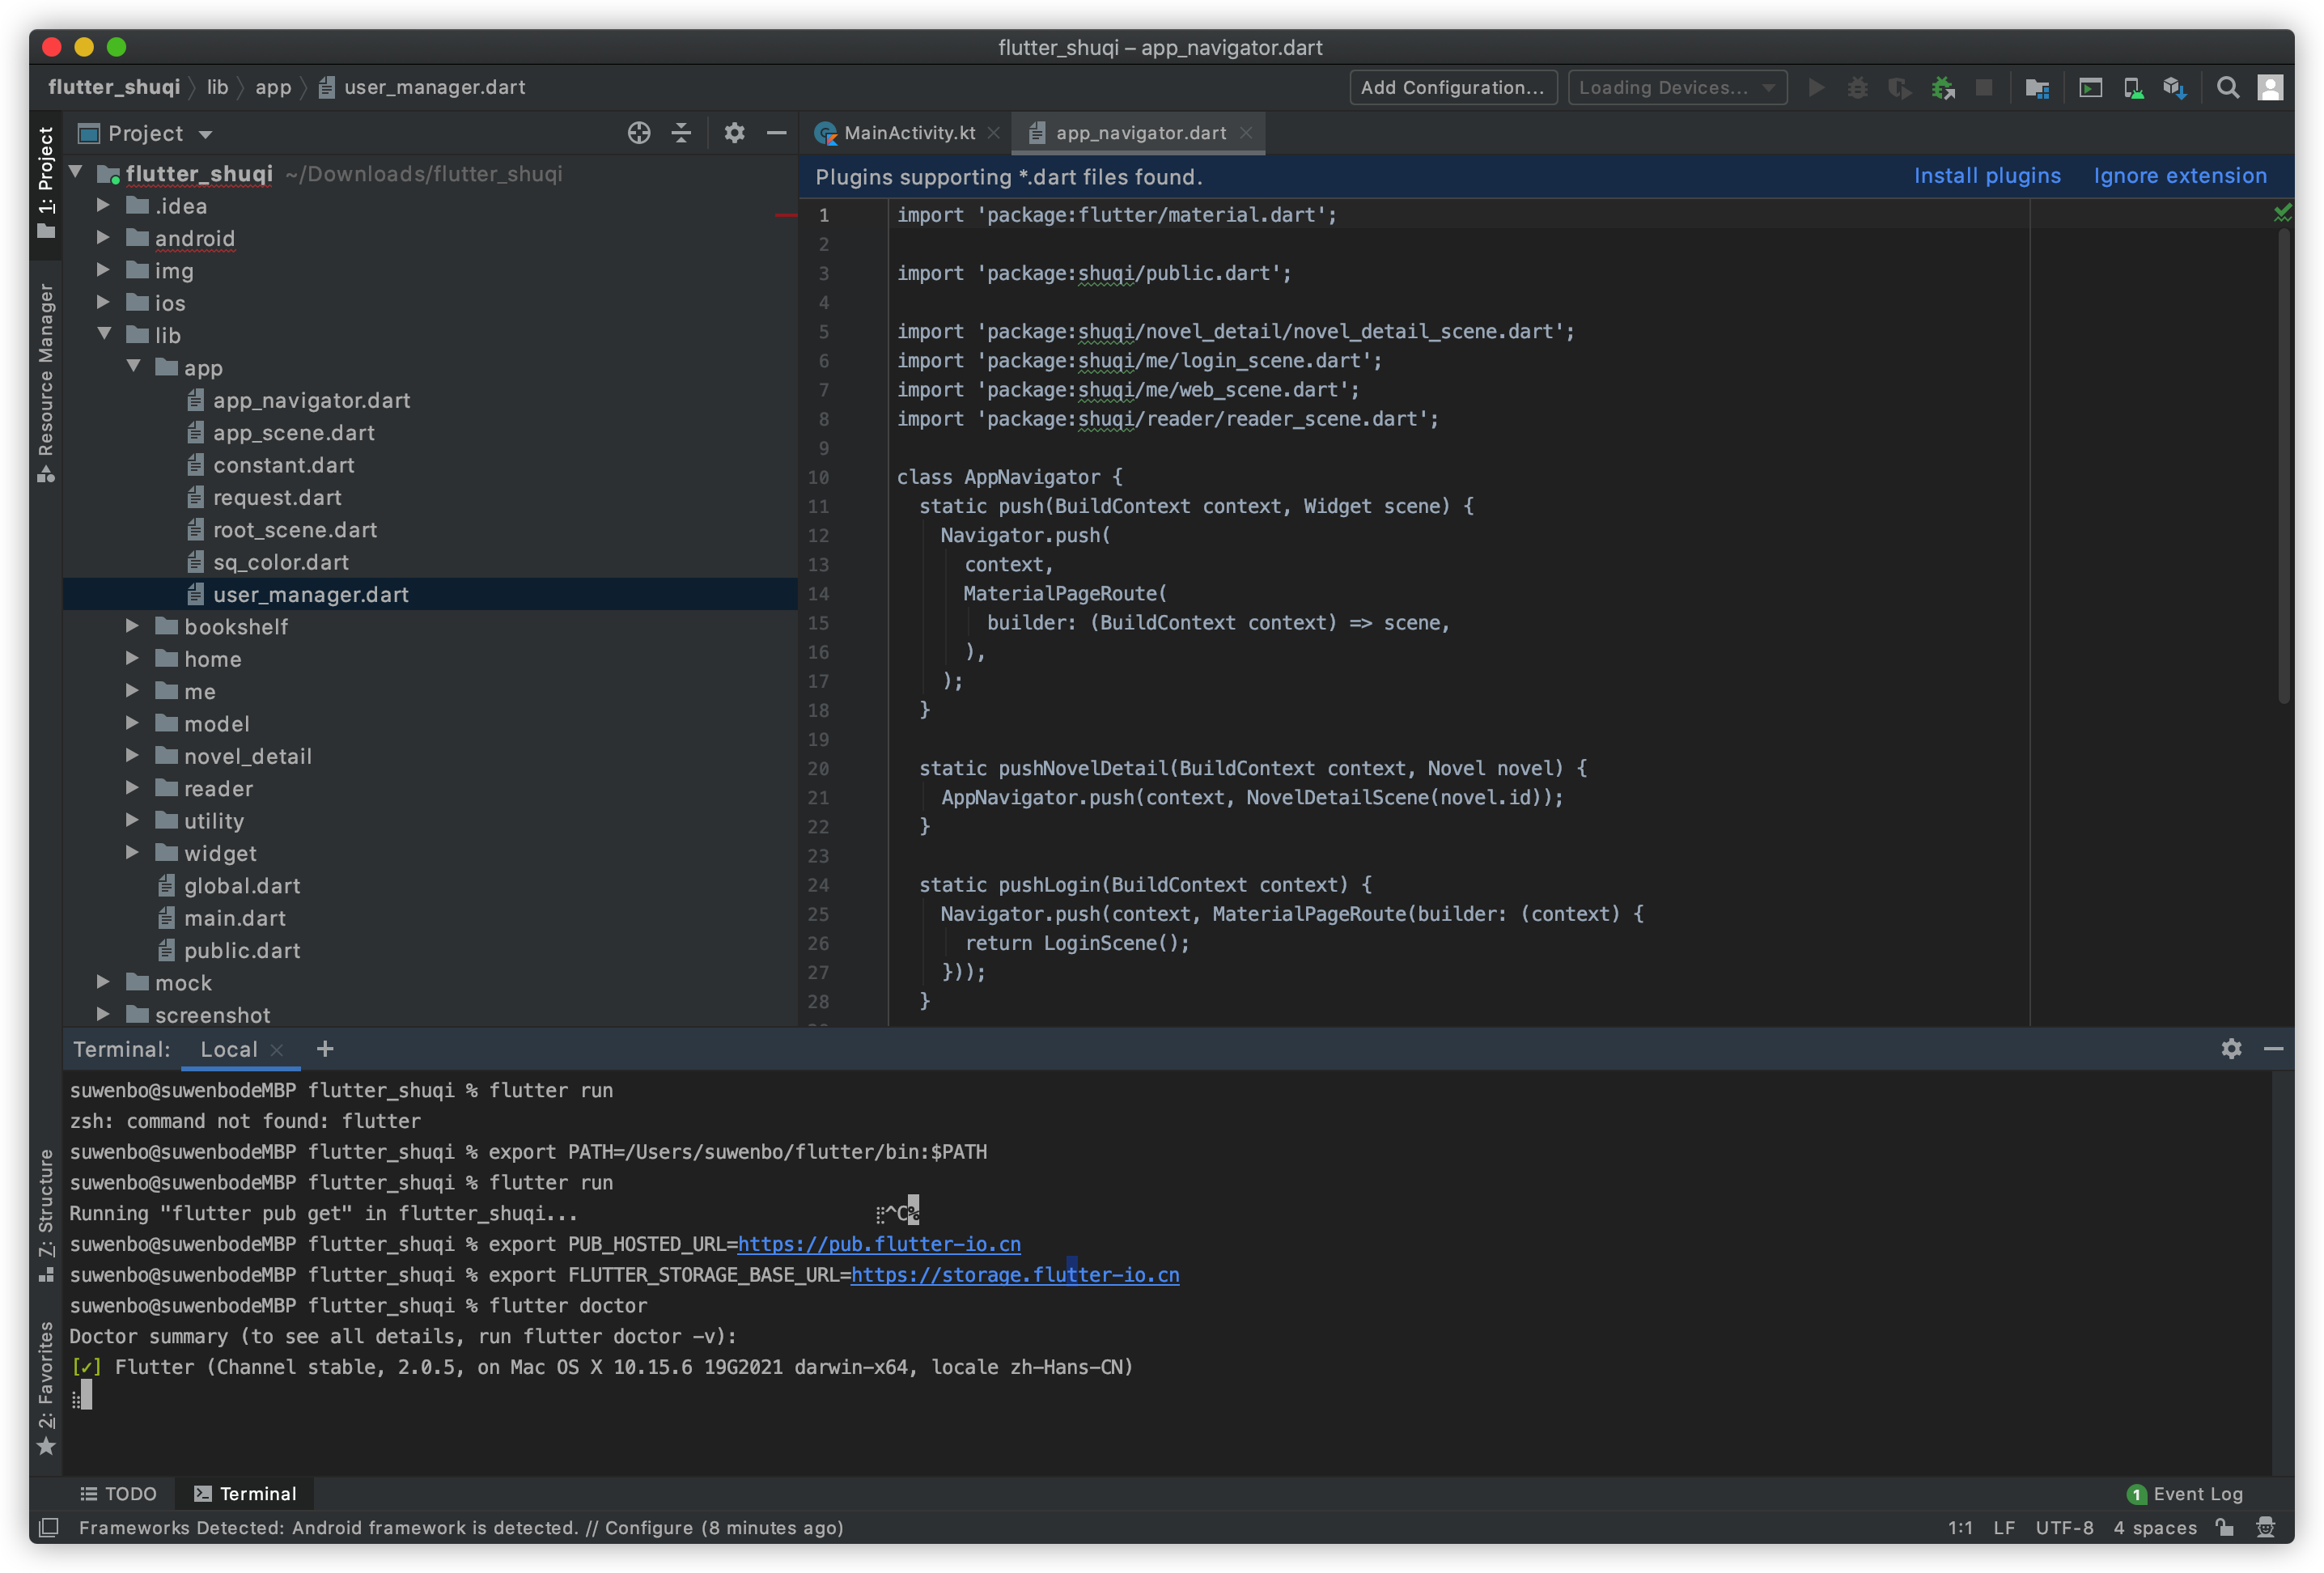 flutter_shuqi – app_navigator.dart
flutter_shuqi lib app user_manager.dart
Add Configuration... Loading Devices...
1: Project
Resource Manager
7: Structure
2: Favorites
Project
flutter_shuqi ~/Downloads/flutter_shuqi
.idea
android
img
ios
lib
app
app_navigator.dart
app_scene.dart
constant.dart
request.dart
root_scene.dart
sq_color.dart
user_manager.dart
bookshelf
home
me
model
novel_detail
reader
utility
widget
global.dart
main.dart
public.dart
mock
screenshot
MainActivity.kt app_navigator.dart
Plugins supporting *.dart files found. Install plugins Ignore extension
1 import 'package:flutter/material.dart';
2
3 import 'package:shuqi/public.dart';
4
5 import 'package:shuqi/novel_detail/novel_detail_scene.dart';
6 import 'package:shuqi/me/login_scene.dart';
7 import 'package:shuqi/me/web_scene.dart';
8 import 'package:shuqi/reader/reader_scene.dart';
9
10 class AppNavigator {
11 static push(BuildContext context, Widget scene) {
12 Navigator.push(
13 context,
14 MaterialPageRoute(
15 builder: (BuildContext context) => scene,
16 ),
17 );
18 }
19
20 static pushNovelDetail(BuildContext context, Novel novel) {
21 AppNavigator.push(context, NovelDetailScene(novel.id));
22 }
23
24 static pushLogin(BuildContext context) {
25 Navigator.push(context, MaterialPageRoute(builder: (context) {
26 return LoginScene();
27 }));
28 }
Terminal: Local +
suwenbo@suwenbodeMBP flutter_shuqi % flutter run
zsh: command not found: flutter
suwenbo@suwenbodeMBP flutter_shuqi % export PATH=/Users/suwenbo/flutter/bin:$PATH
suwenbo@suwenbodeMBP flutter_shuqi % flutter run
Running "flutter pub get" in flutter_shuqi... ⣽^C%
suwenbo@suwenbodeMBP flutter_shuqi % export PUB_HOSTED_URL=https://pub.flutter-io.cn
suwenbo@suwenbodeMBP flutter_shuqi % export FLUTTER_STORAGE_BASE_URL=https://storage.flutter-io.cn
suwenbo@suwenbodeMBP flutter_shuqi % flutter doctor
Doctor summary (to see all details, run flutter doctor -v):
[✓] Flutter (Channel stable, 2.0.5, on Mac OS X 10.15.6 19G2021 darwin-x64, locale zh-Hans-CN)
TODO Terminal 1 Event Log
Frameworks Detected: Android framework is detected. // Configure (8 minutes ago) 1:1 LF UTF-8 4 spaces